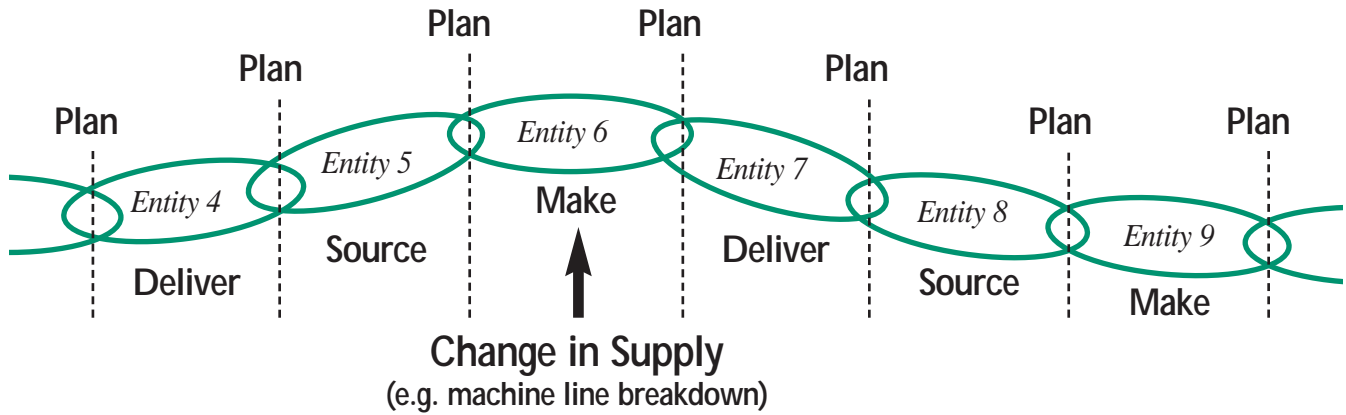 Plan
Plan
Plan
Plan
Plan
Plan
Plan
Entity 4
Entity 5
Entity 6
Entity 7
Entity 8
Entity 9
Deliver
Source
Make
Deliver
Source
Make
Change in Supply
(e.g. machine line breakdown)